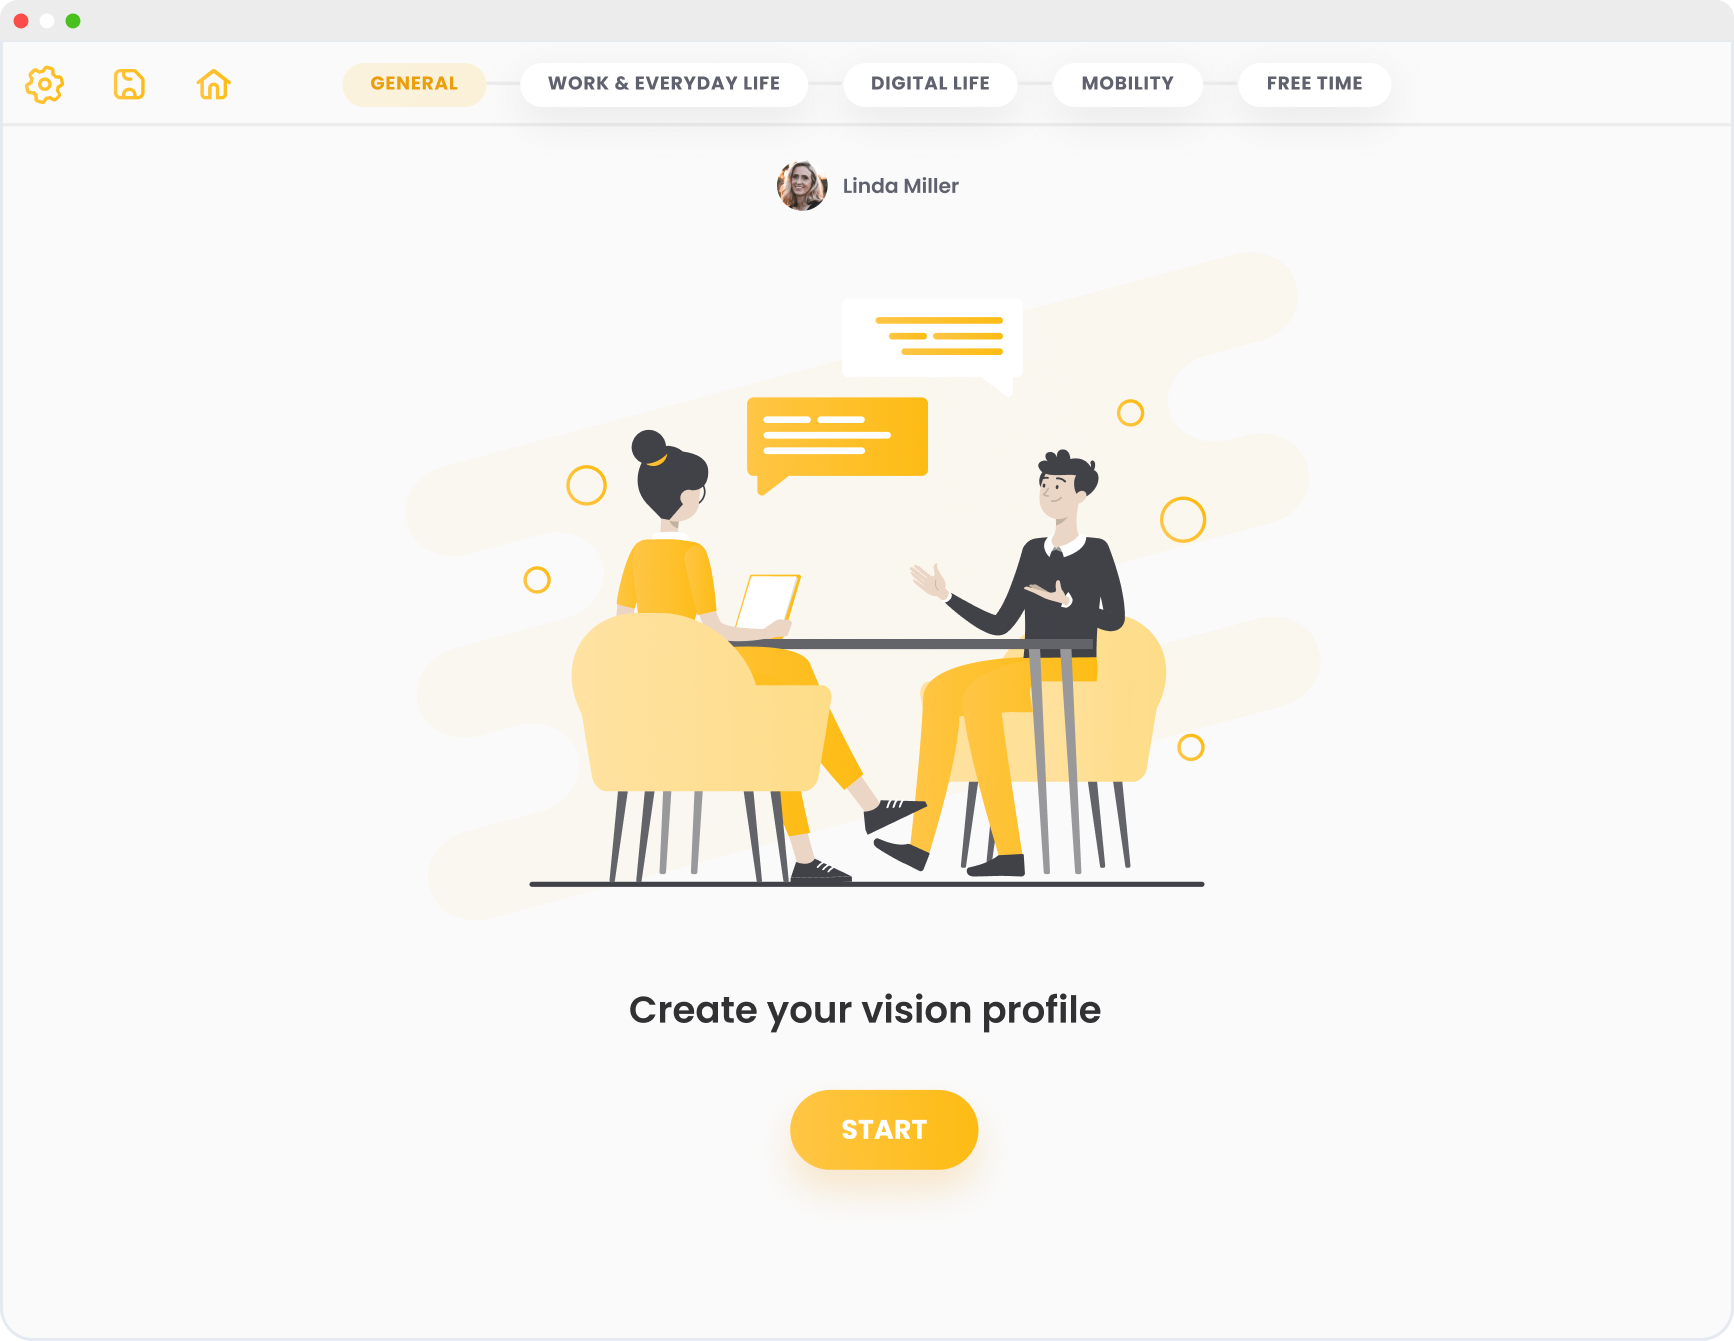 GENERAL
WORK & EVERYDAY LIFE
DIGITAL LIFE
MOBILITY
FREE TIME
Linda Miller
Create your vision profile
START